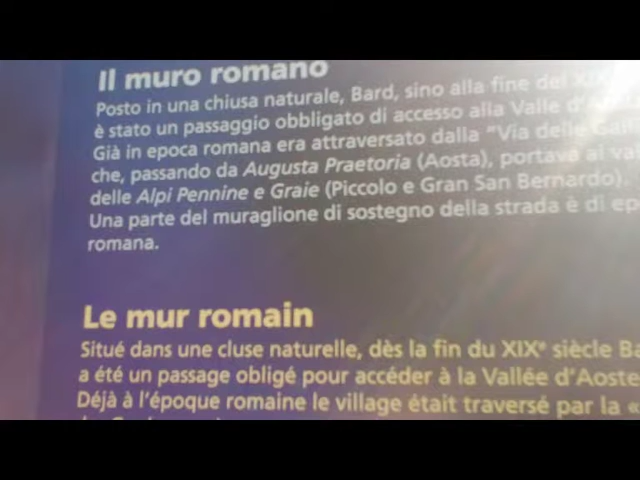 Il muro romano
Posto in una chiusa naturale, Bard, sino alla fine del XIX
è stato un passaggio obbligato di accesso alla Valle
Già in epoca romana era attraversato dalla “Via delle
che, passando da Augusta Praetoria (Aosta), portava ai
delle Alpi Pennine e Graie (Piccolo e Gran San Bernardo).
Una parte del muraglione di sostegno della strada è di
romana.
Le mur romain
Situé dans une cluse naturelle, dès la fin du XIXe siècle
a été un passage obligé pour accéder à la Vallée d'Aoste
Déjà à l'époque romaine le village était traversé par la «